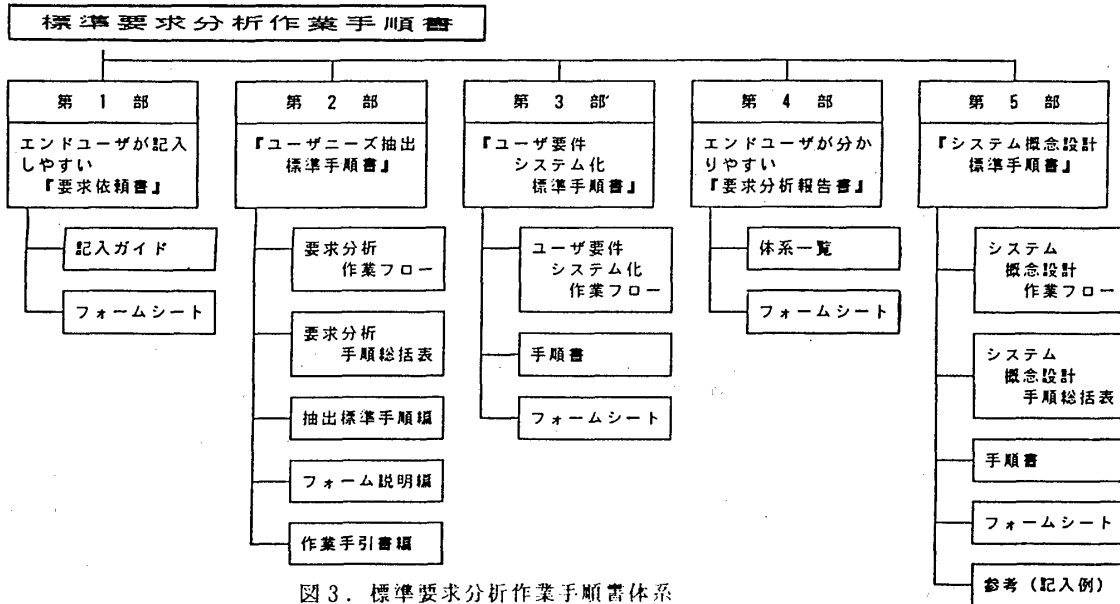 標準要求分析作業手順書
第 1 部
エンドユーザが記入
しやすい
『要求依頼書』
記入ガイド
フォームシート
第 2 部
『ユーザニーズ抽出
標準手順書』
要求分析
作業フロー
要求分析
手順総括表
抽出標準手順編
フォーム説明編
作業手引書編
第 3 部
『ユーザ要件
システム化
標準手順書』
ユーザ要件
システム化
作業フロー
手順書
フォームシート
第 4 部
エンドユーザが分か
りやすい
『要求分析報告書』
体系一覧
フォームシート
第 5 部
『システム概念設計
標準手順書』
システム
概念設計
作業フロー
システム
概念設計
手順総括表
手順書
フォームシート
参考（記入例）
図３．標準要求分析作業手順書体系